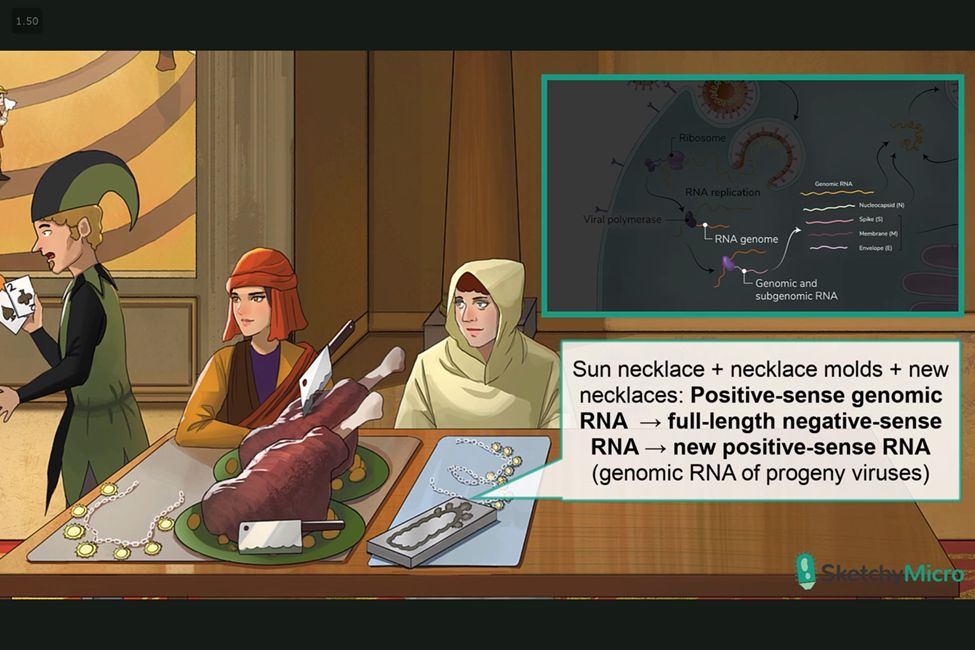 1.50
Ribosome
RNA replication
Viral polymerase
RNA genome
Genomic and
subgenomic RNA
Genomic RNA
Nucleocapsid (N)
Spike (S)
Membrane (M)
Envelope (E)
2
Sun necklace + necklace molds + new
necklaces: Positive-sense genomic
RNA → full-length negative-sense
RNA → new positive-sense RNA
(genomic RNA of progeny viruses)
SketchyMicro